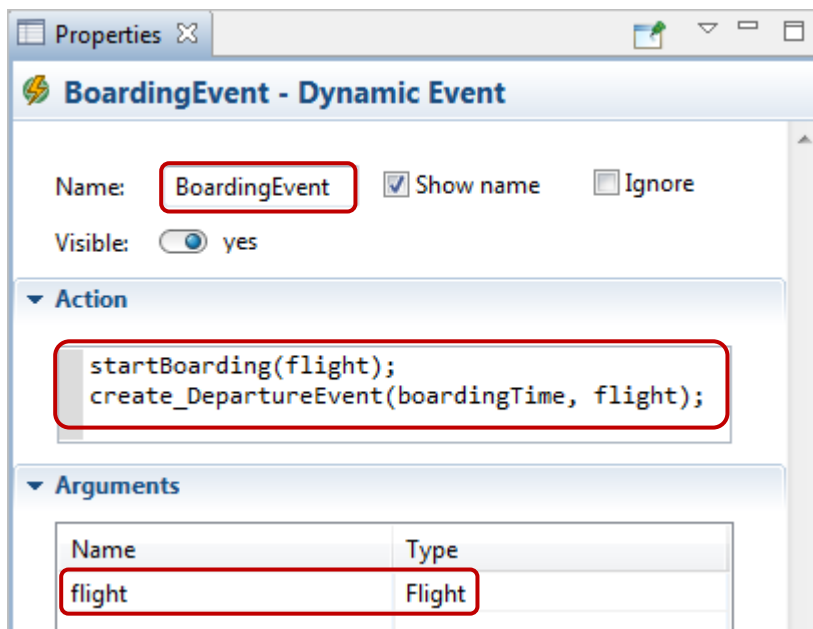 Properties
BoardingEvent - Dynamic Event
Name: BoardingEvent Show name Ignore
Visible: yes
Action
startBoarding(flight);
create_DepartureEvent(boardingTime, flight);
Arguments
Name Type
flight Flight